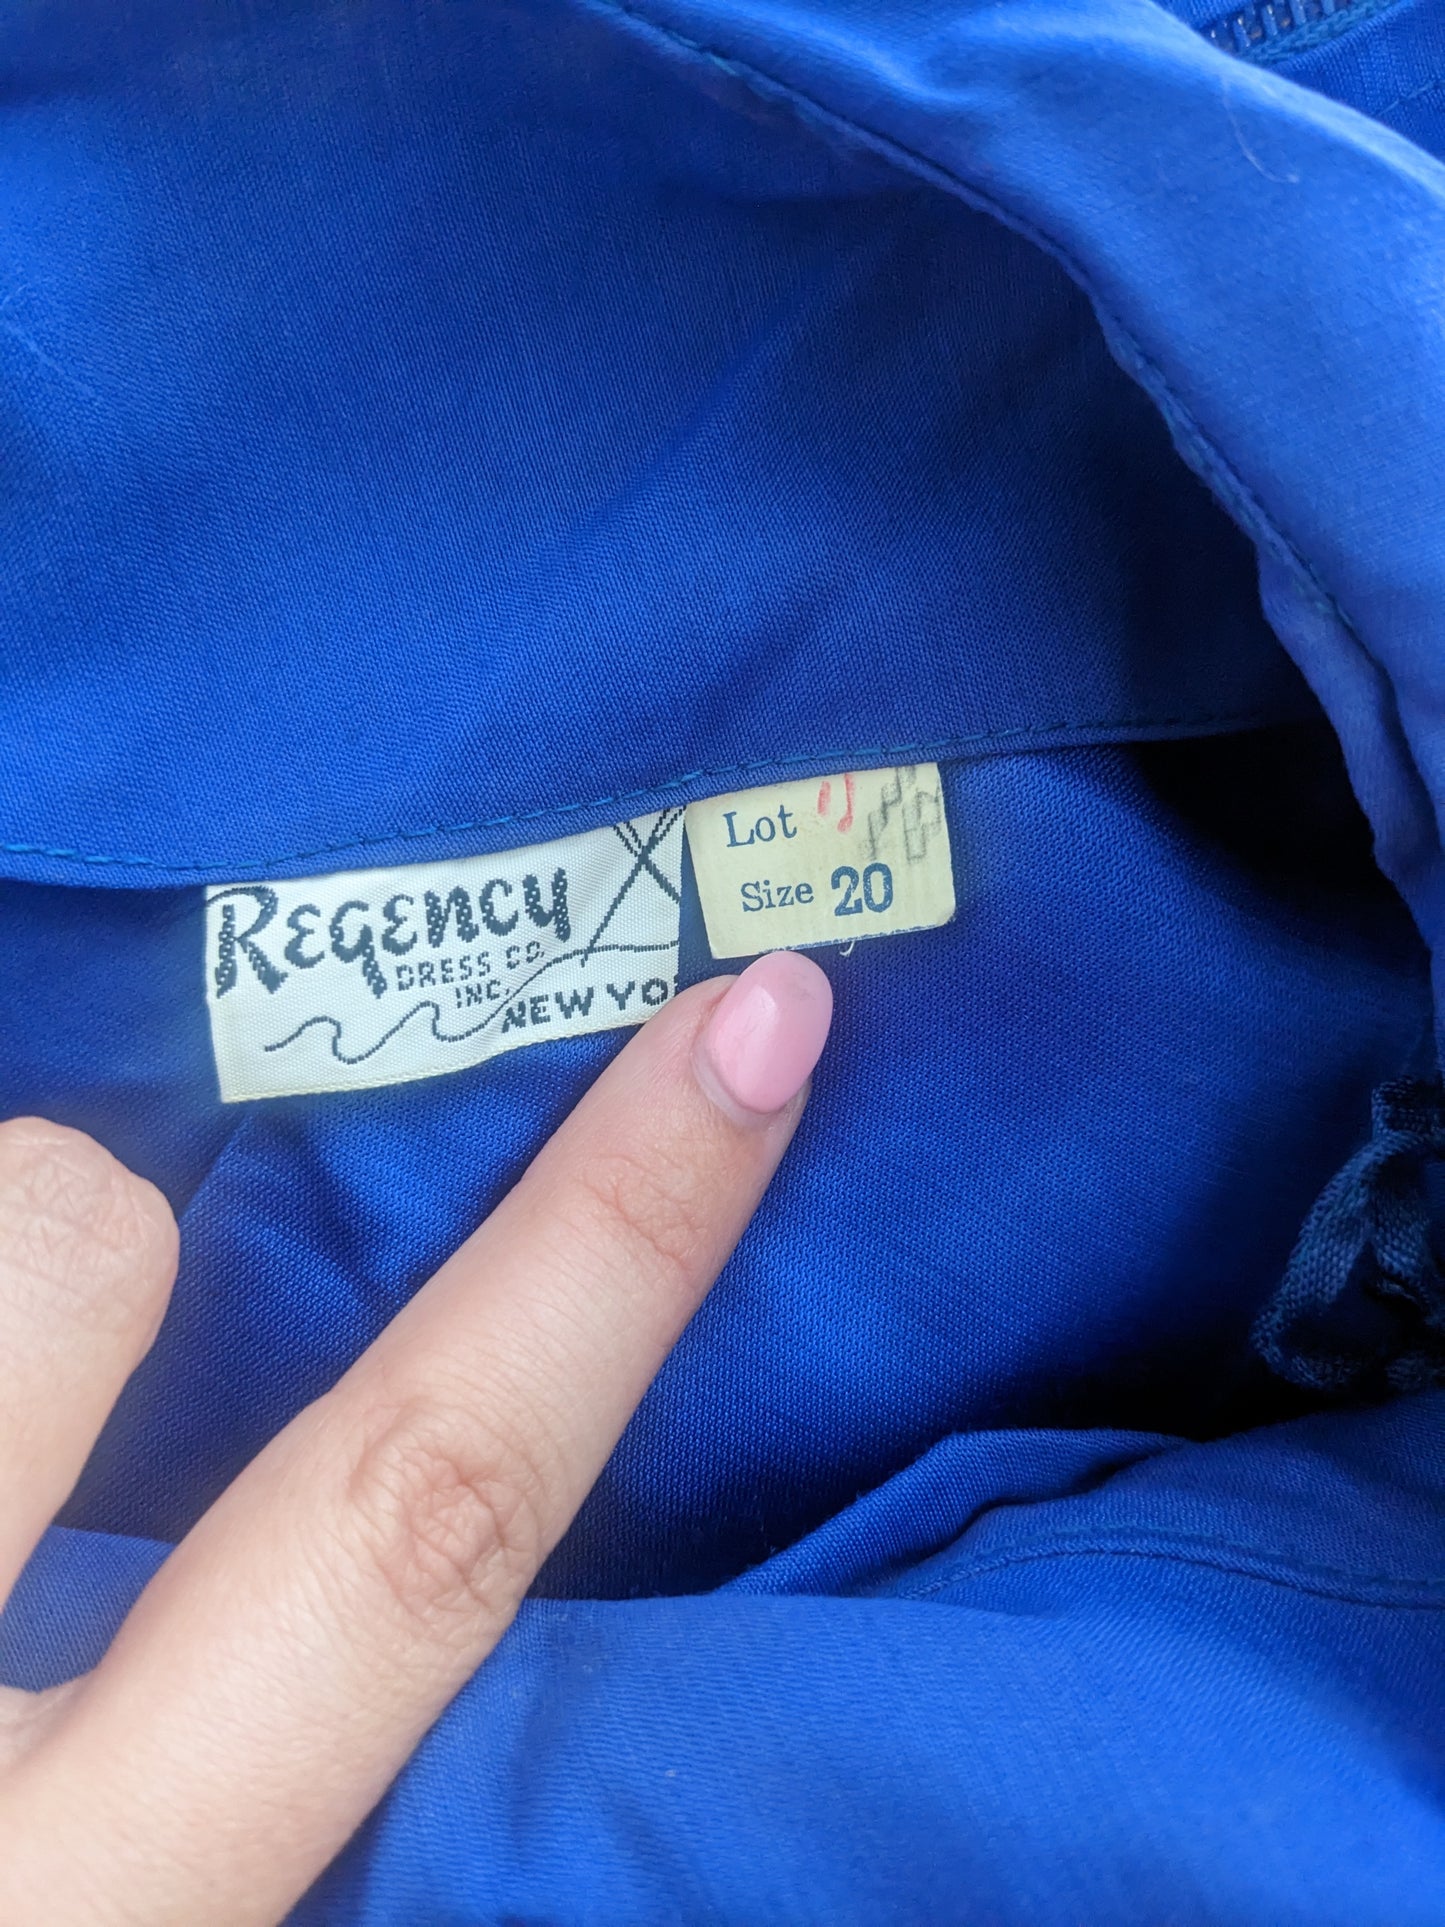 Regency
DRESS CO.
INC.
NEW YO
Lot
Size 20